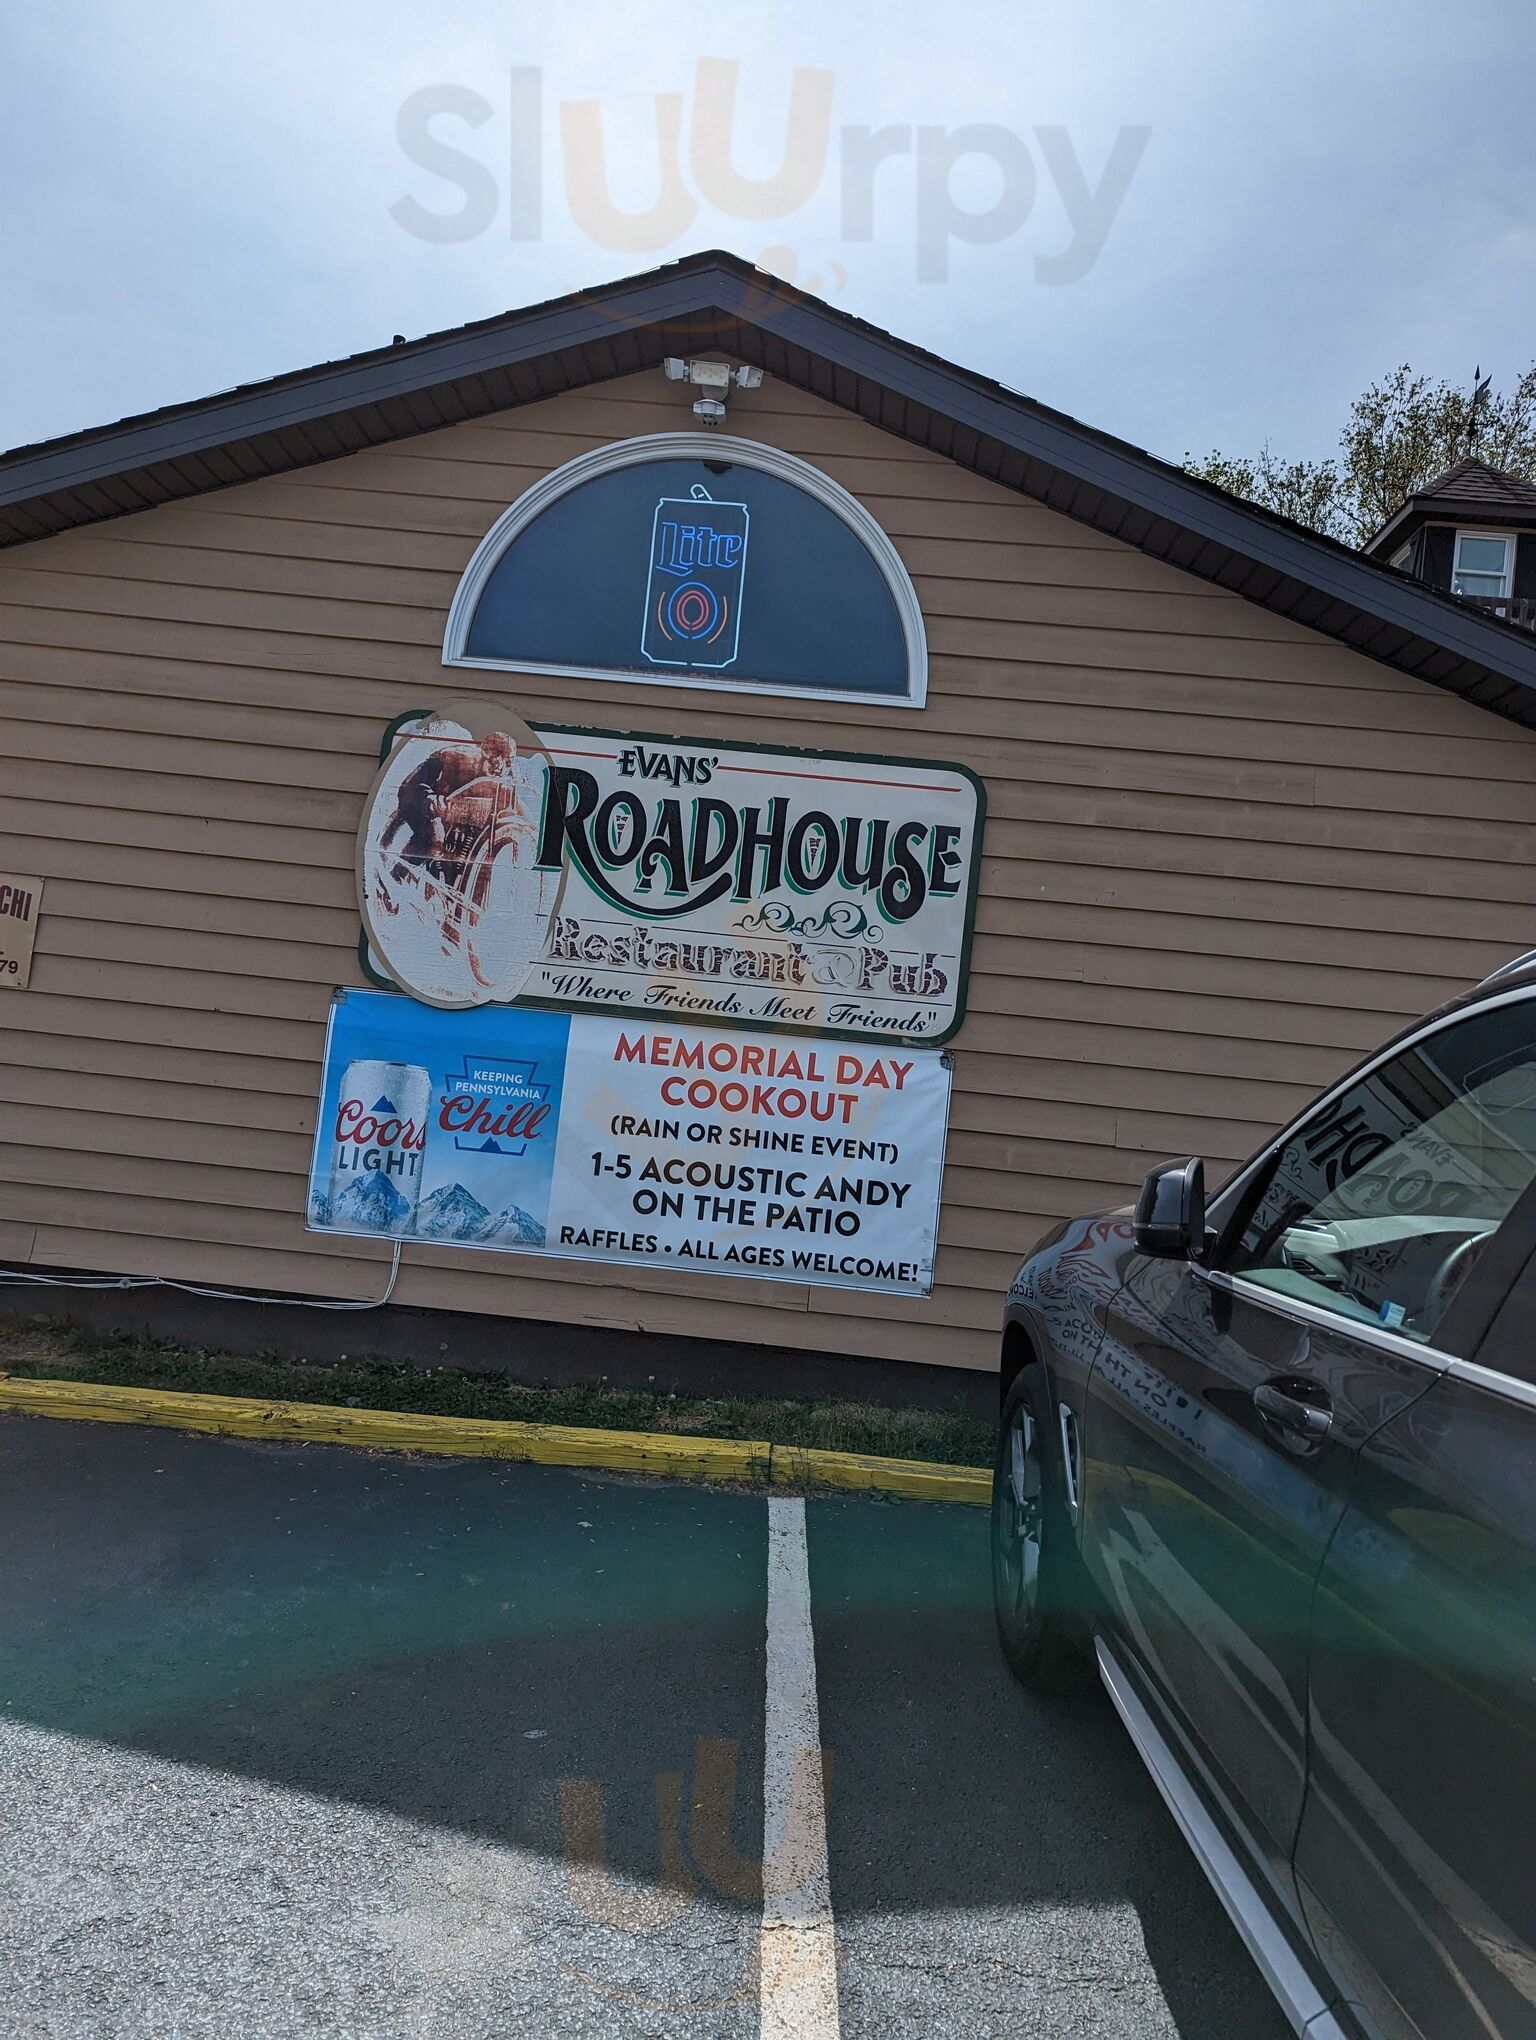 Sluurpy
Lite
EVANS'
ROADHOUSE
Restaurant & Pub
"Where Friends Meet Friends"
CHI
79
Coors
LIGHT
KEEPING
PENNSYLVANIA
Chill
MEMORIAL DAY
COOKOUT
(RAIN OR SHINE EVENT)
1-5 ACOUSTIC ANDY
ON THE PATIO
RAFFLES • ALL AGES WELCOME!